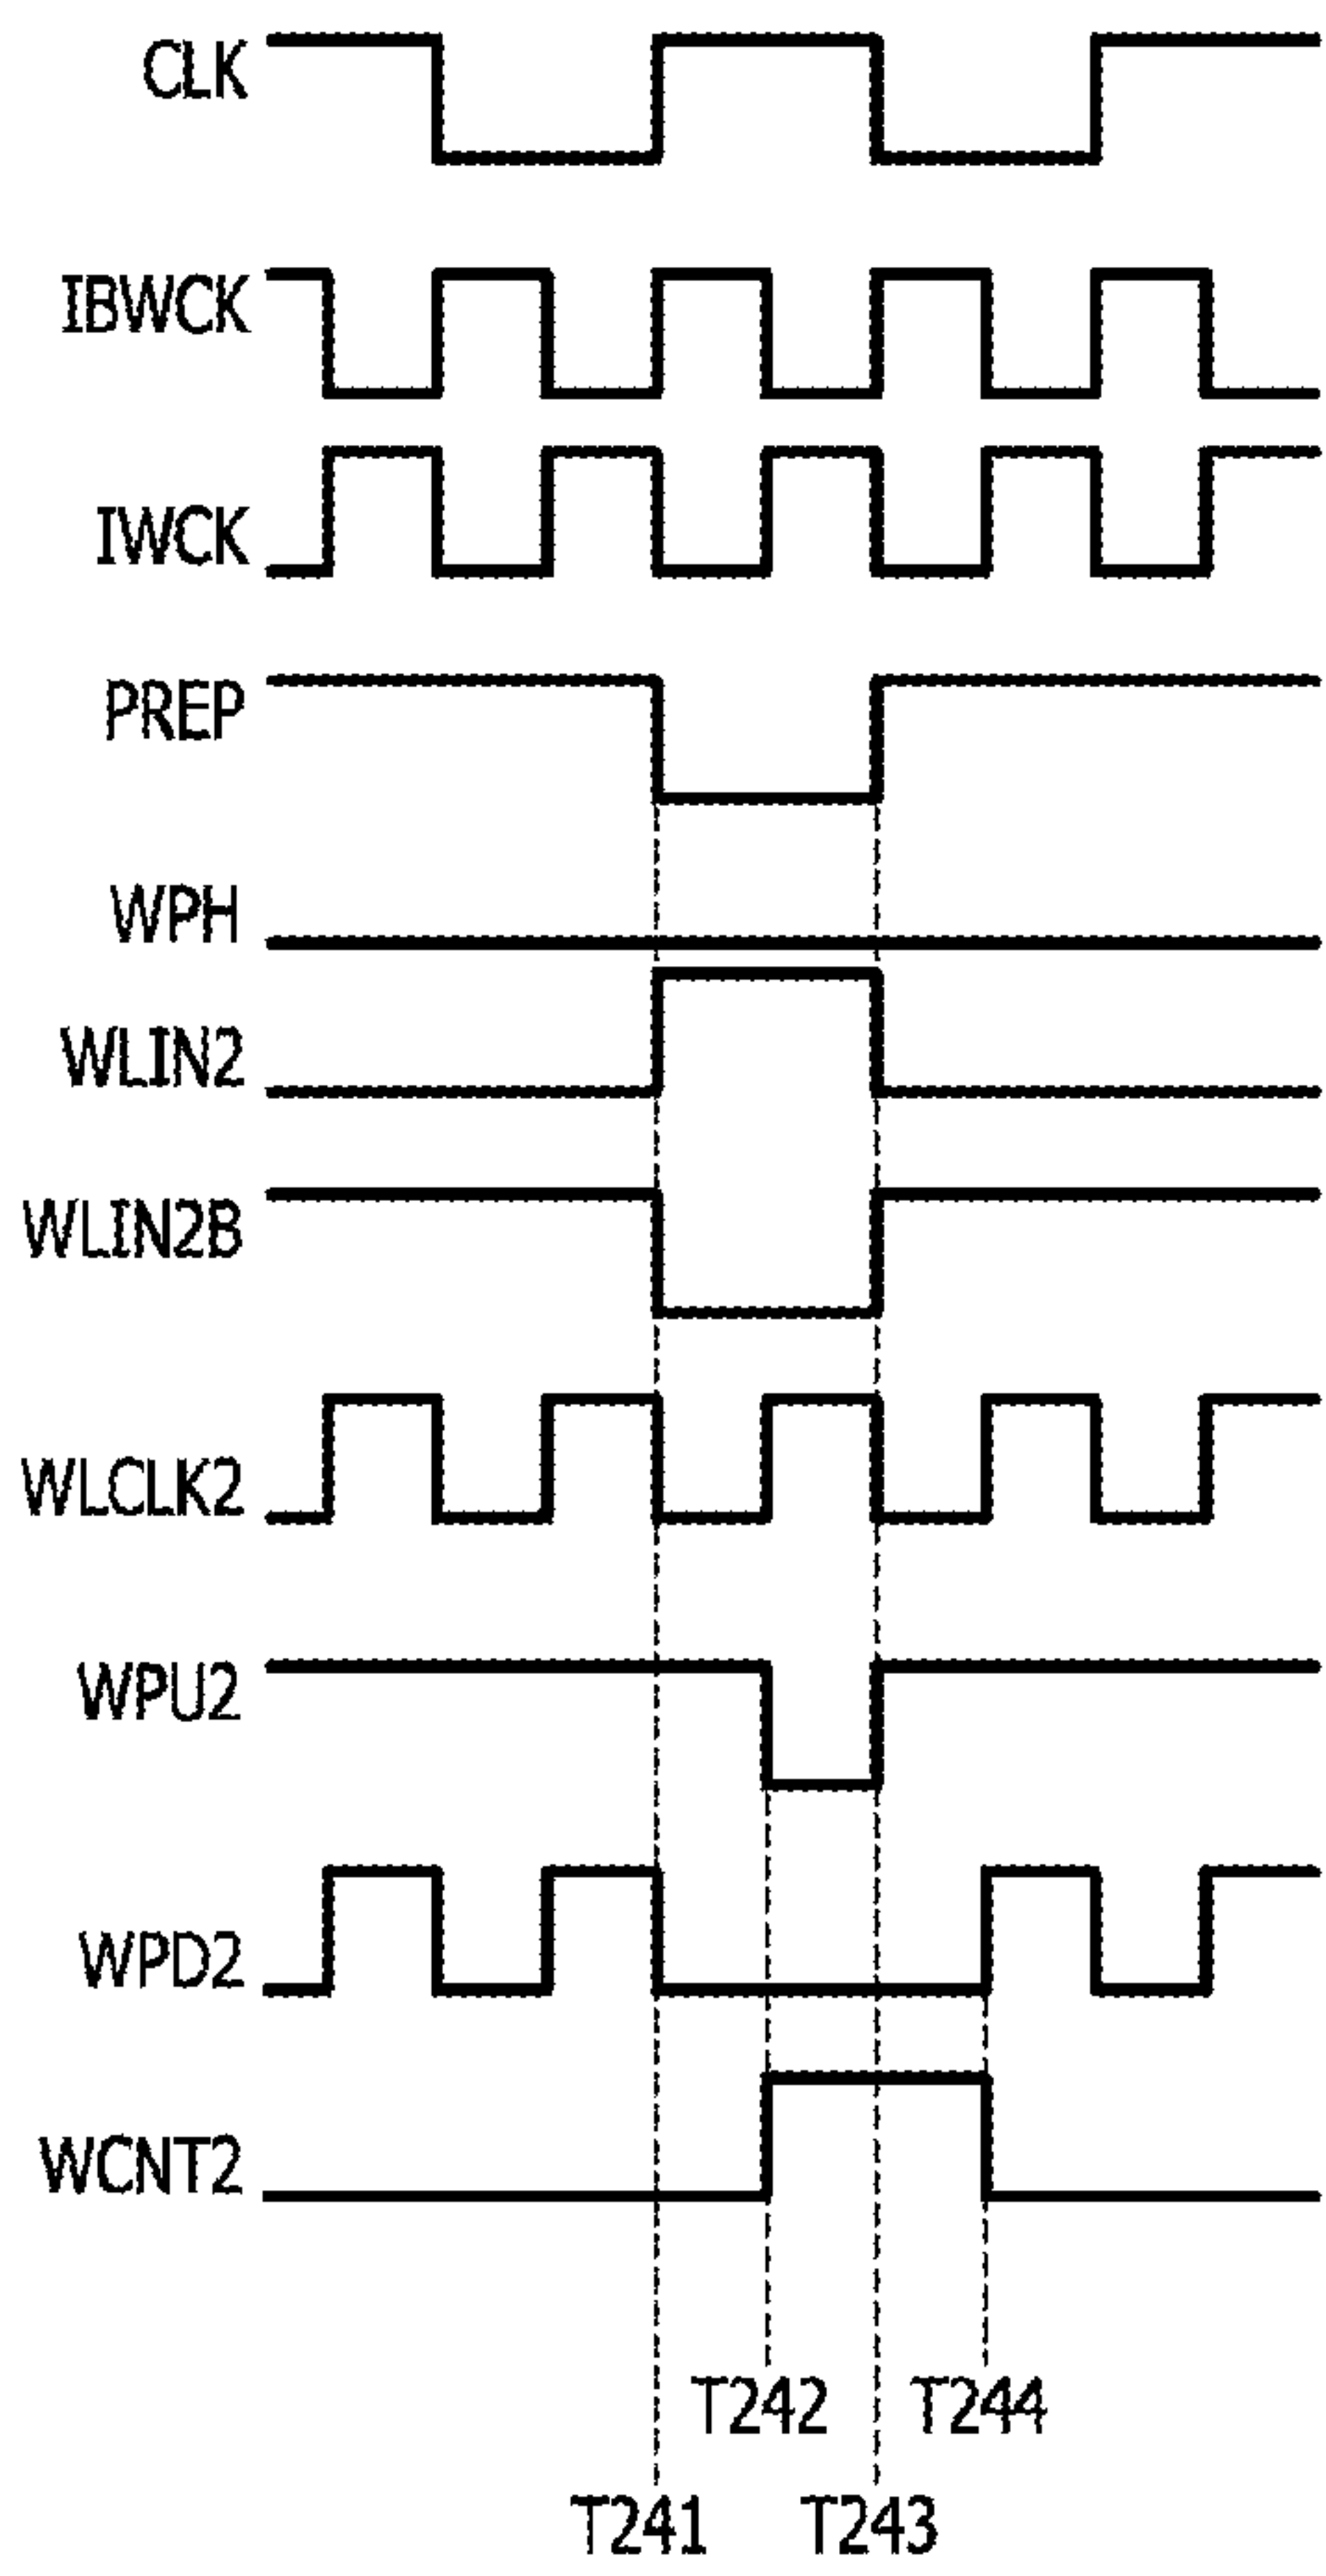 CLK
IBWCK
IWCK
PREP
WPH
WLIN2
WLIN2B
WLCLK2
WPU2
WPD2
WCNT2
T242 T244
T241 T243